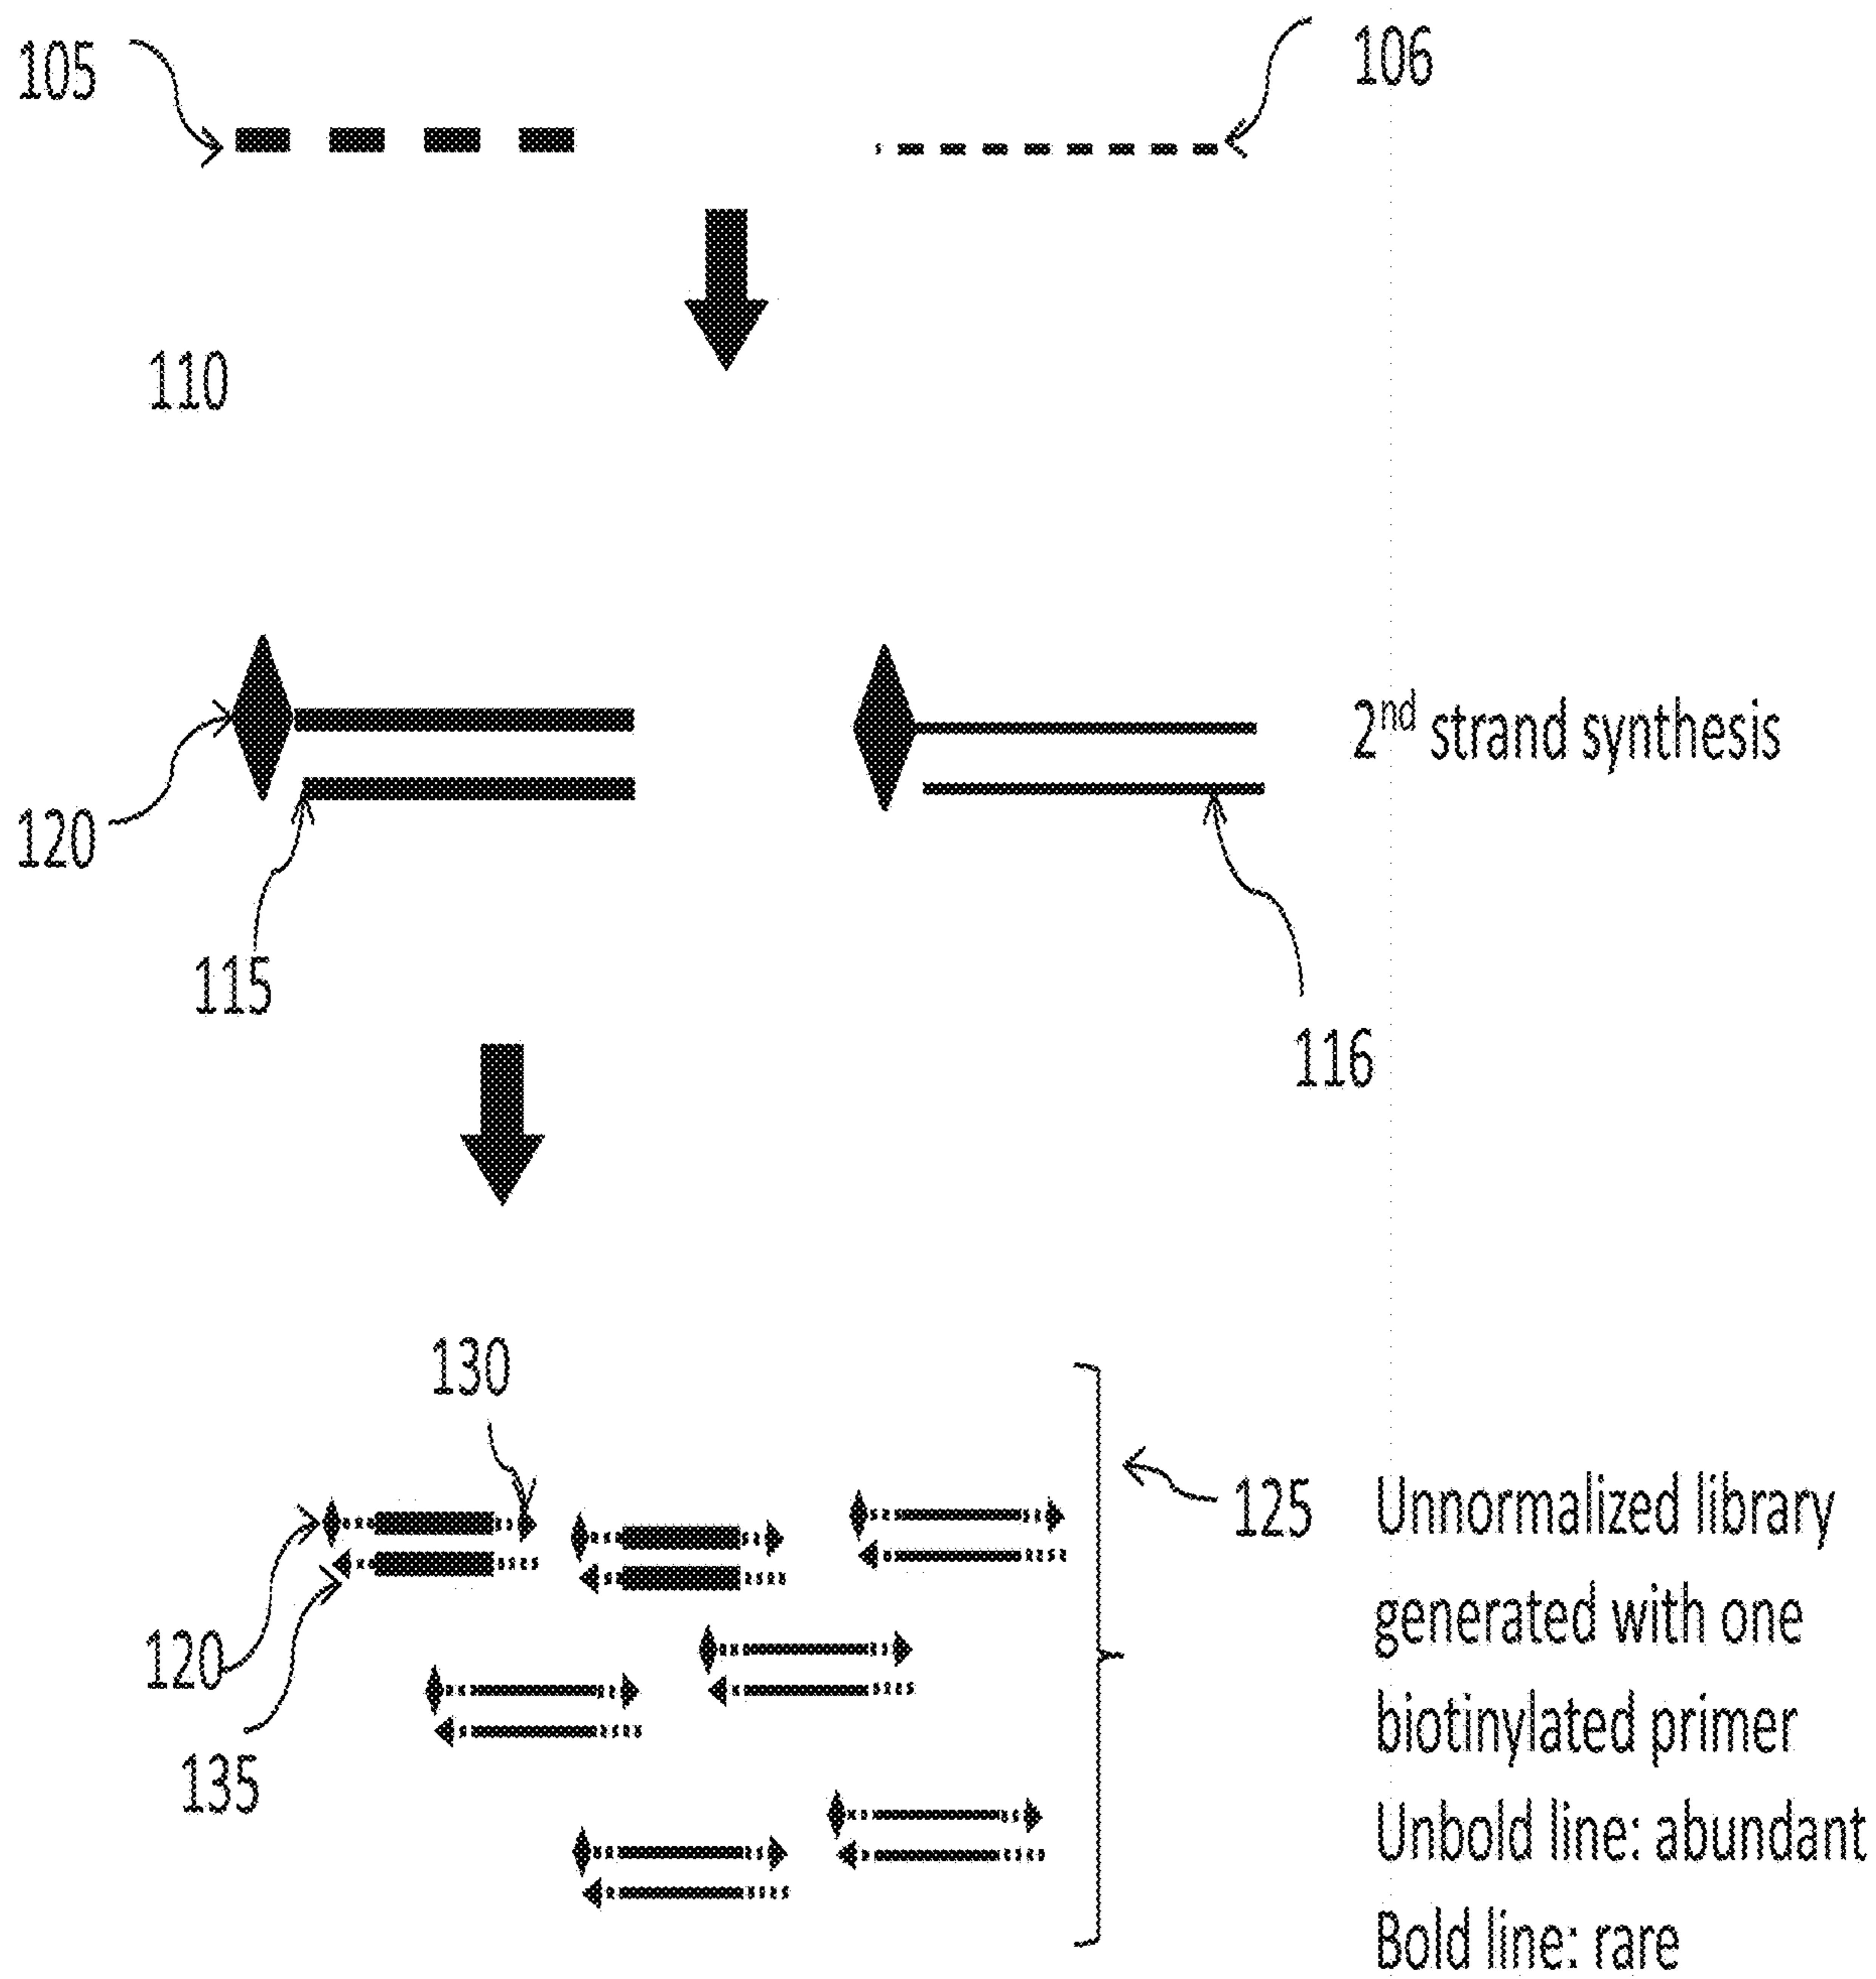 105
106
110
2nd strand synthesis
120
115
116
130
125
Unnormalized library
generated with one
biotinylated primer
Unbold line: abundant
Bold line: rare
120
135